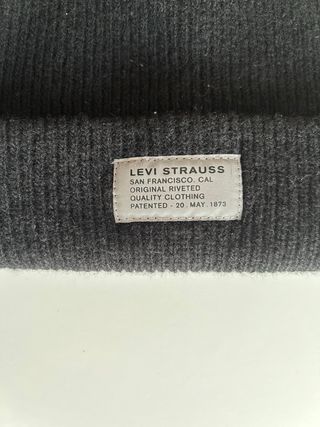 LEVI STRAUSS
SAN FRANCISCO. CAL
ORIGINAL RIVETED
QUALITY CLOTHING
PATENTED - 20. MAY. 1873